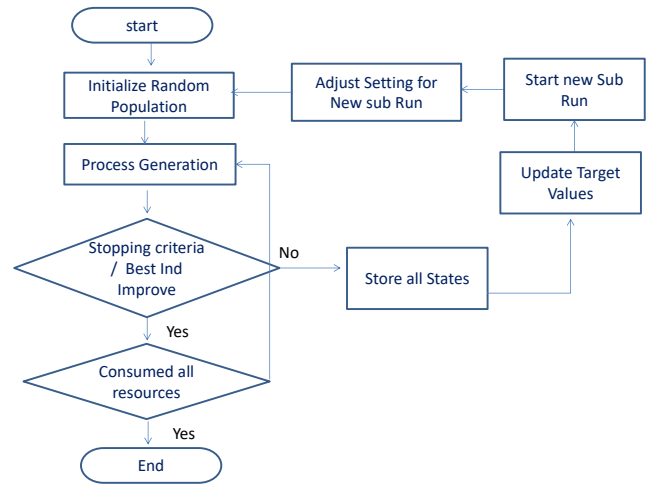 start
Initialize Random
Population
Adjust Setting for
New sub Run
Start new Sub
Run
Process Generation
Update Target
Values
Stopping criteria
/ Best Ind
Improve
No
Store all States
Yes
Consumed all
resources
Yes
End